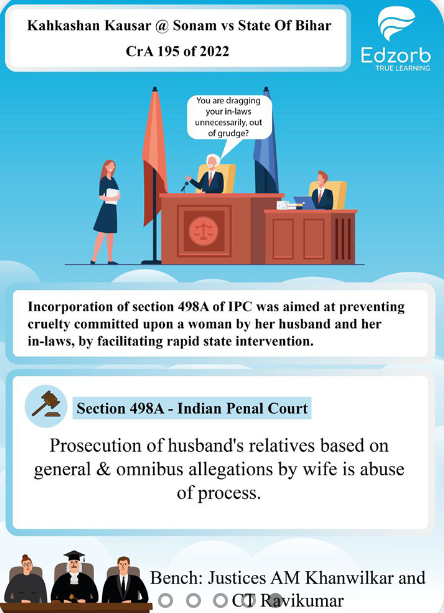 Kahkashan Kausar @ Sonam vs State Of Bihar
CrA 195 of 2022
Edzorb
TRUE LEARNING
You are dragging
your in-laws
unnecessarily, out
of grudge?
Incorporation of section 498A of IPC was aimed at preventing
cruelty committed upon a woman by her husband and her
in-laws, by facilitating rapid state intervention.
Section 498A - Indian Penal Court
Prosecution of husband's relatives based on
general & omnibus allegations by wife is abuse
of process.
Bench: Justices AM Khanwilkar and
CT Ravikumar